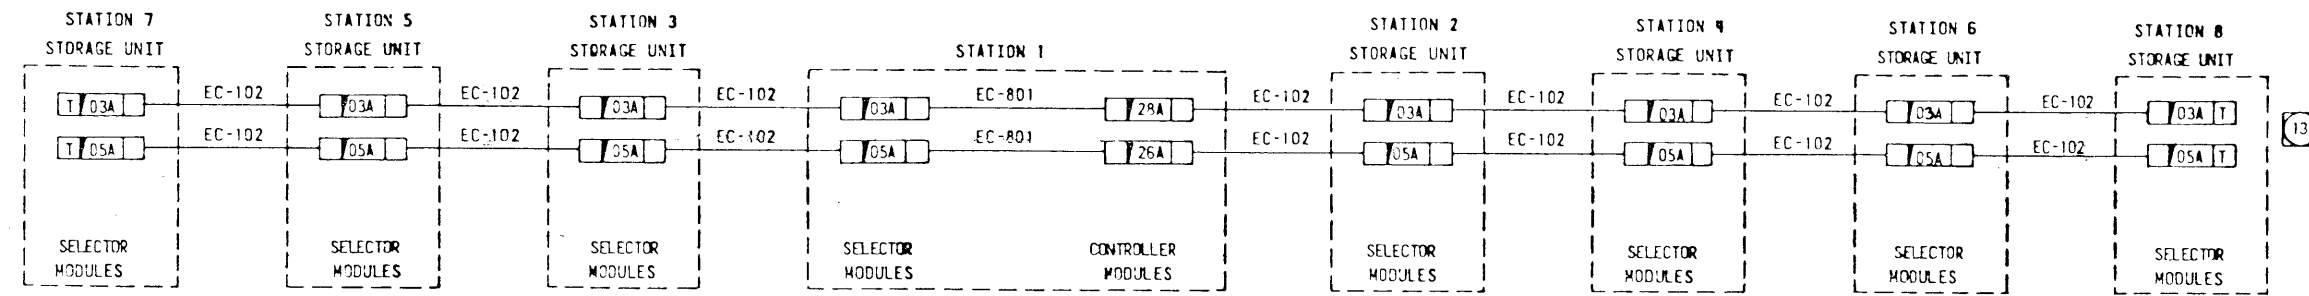 STATION 7
STORAGE UNIT
T 03A
T 05A
SELECTOR
MODULES
EC-102
EC-102
STATION 5
STORAGE UNIT
03A
05A
SELECTOR
MODULES
EC-102
EC-102
STATION 3
STORAGE UNIT
03A
05A
SELECTOR
MODULES
EC-102
EC-102
STATION 1
03A
05A
SELECTOR
MODULES
EC-801
EC-801
28A
26A
CONTROLLER
MODULES
EC-102
EC-102
STATION 2
STORAGE UNIT
03A
05A
SELECTOR
MODULES
EC-102
EC-102
STATION 4
STORAGE UNIT
03A
05A
SELECTOR
MODULES
EC-102
EC-102
STATION 6
STORAGE UNIT
03A
05A
SELECTOR
MODULES
EC-102
EC-102
STATION 8
STORAGE UNIT
03A T
05A T
SELECTOR
MODULES
13